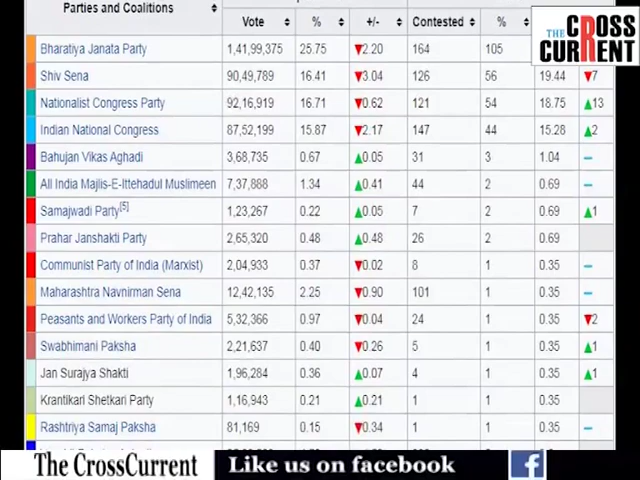 Parties and Coalitions
Vote % +/- Contested %
Bharatiya Janata Party 1,41,99,375 25.75 ▼2.20 164 105
Shiv Sena 90,49,789 16.41 ▼3.04 126 56 19.44 ▼7
Nationalist Congress Party 92,16,919 16.71 ▼0.62 121 54 18.75 ▲13
Indian National Congress 87,52,199 15.87 ▼2.17 147 44 15.28 ▲2
Bahujan Vikas Aghadi 3,68,735 0.67 ▲0.05 31 3 1.04 –
All India Majlis-E-Ittehadul Muslimeen 7,37,888 1.34 ▲0.41 44 2 0.69 –
Samajwadi Party[5] 1,23,267 0.22 ▲0.05 7 2 0.69 ▲1
Prahar Janshakti Party 2,65,320 0.48 ▲0.48 26 2 0.69
Communist Party of India (Marxist) 2,04,933 0.37 ▼0.02 8 1 0.35 –
Maharashtra Navnirman Sena 12,42,135 2.25 ▼0.90 101 1 0.35 –
Peasants and Workers Party of India 5,32,366 0.97 ▼0.04 24 1 0.35 ▼2
Swabhimani Paksha 2,21,637 0.40 ▼0.26 5 1 0.35 ▲1
Jan Surajya Shakti 1,96,284 0.36 ▲0.07 4 1 0.35 ▲1
Krantikari Shetkari Party 1,16,943 0.21 ▲0.21 1 1 0.35
Rashtriya Samaj Paksha 81,169 0.15 ▼0.34 1 1 0.35 –
THE CROSS
CURRENT
The CrossCurrent Like us on facebook f